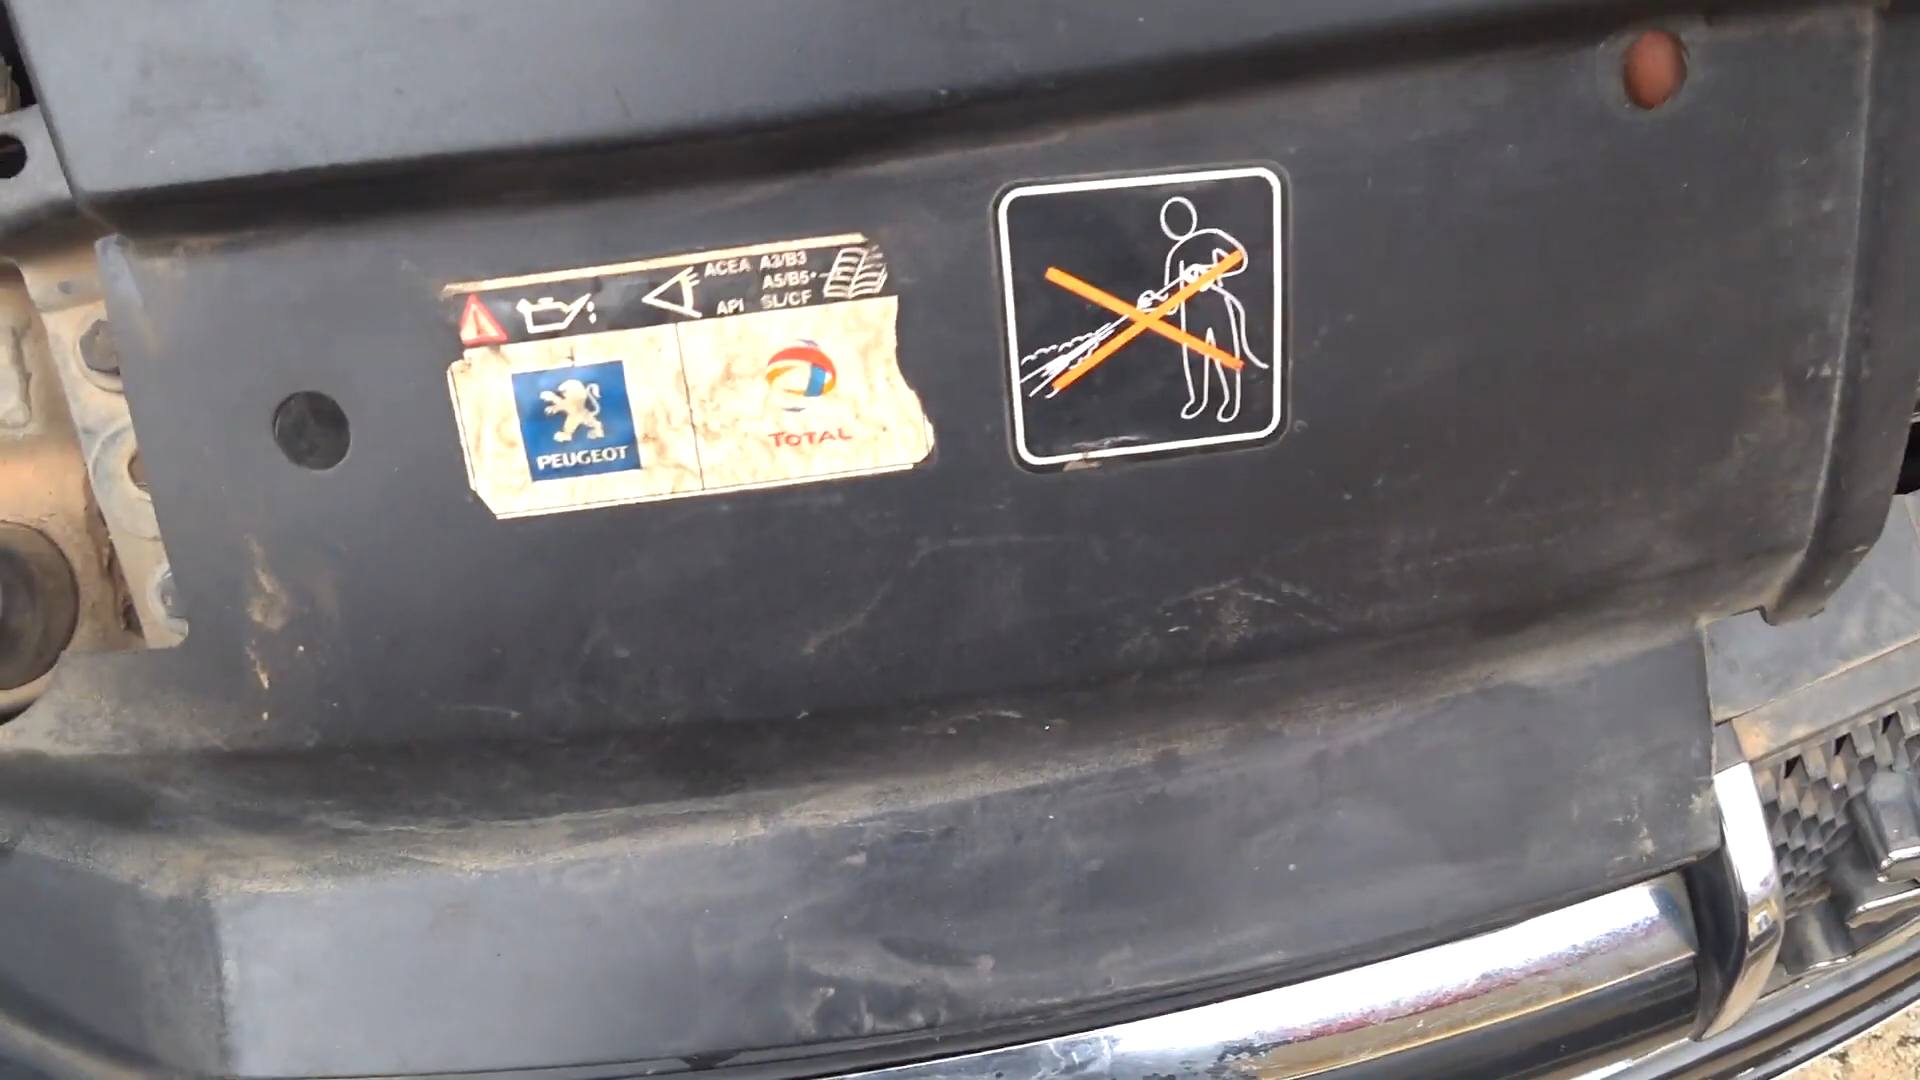 ACEA A3/B3
A5/B5*
API SL/CF
PEUGEOT
TOTAL